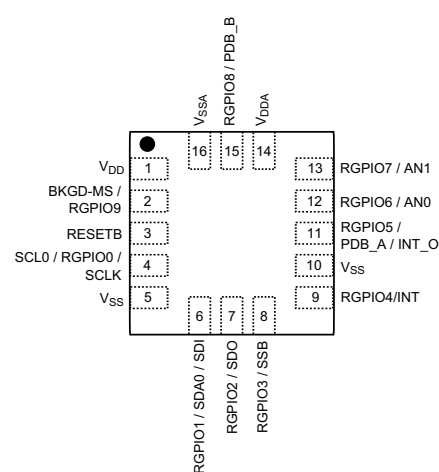 VSSA
RGPIO8 / PDB_B
VDDA
16
15
14
VDD
1
BKGD-MS /
RGPIO9
2
RESETB
3
SCL0 / RGPIO0 /
SCLK
4
VSS
5
13
RGPIO7 / AN1
12
RGPIO6 / AN0
11
RGPIO5 /
PDB_A / INT_O
10
VSS
9
RGPIO4/INT
6
7
8
RGPIO1 / SDA0 / SDI
RGPIO2 / SDO
RGPIO3 / SSB